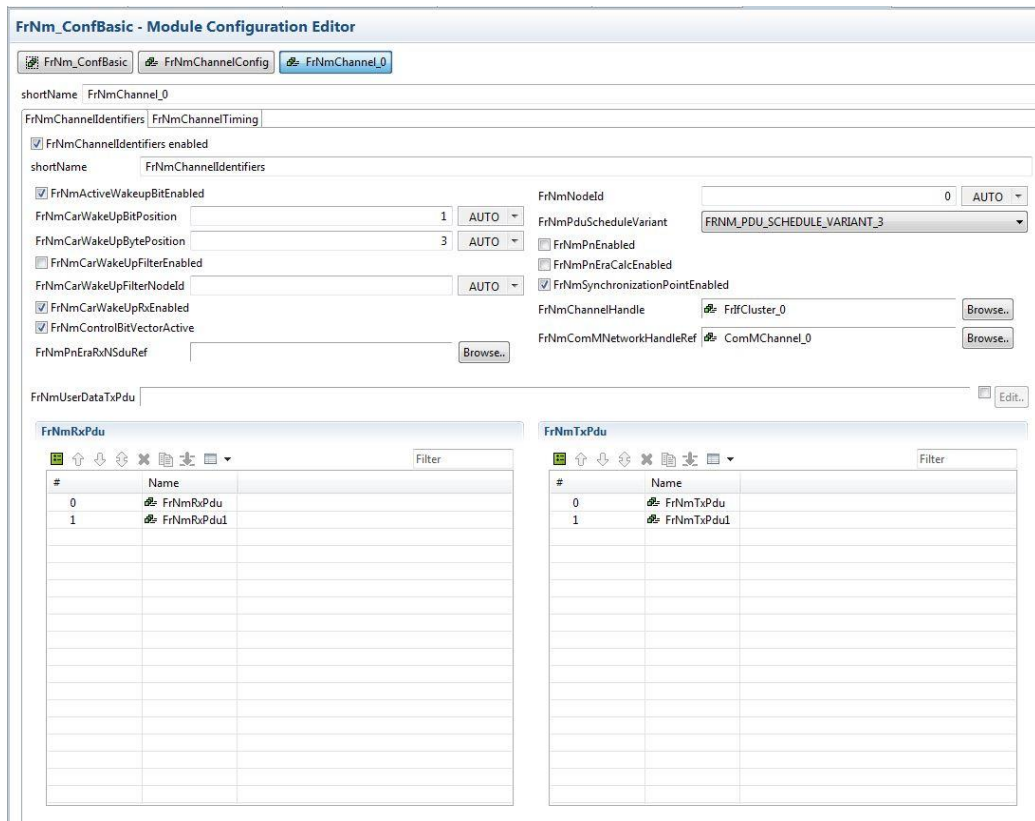 FrNm_ConfBasic - Module Configuration Editor
FrNm_ConfBasic FrNmChannelConfig FrNmChannel_0
shortName FrNmChannel_0
FrNmChannelIdentifiers FrNmChannelTiming
FrNmChannelIdentifiers enabled
shortName FrNmChannelIdentifiers
FrNmActiveWakeupBitEnabled
FrNmCarWakeUpBitPosition 1 AUTO
FrNmCarWakeUpBytePosition 3 AUTO
FrNmCarWakeUpFilterEnabled
FrNmCarWakeUpFilterNodeId AUTO
FrNmCarWakeUpRxEnabled
FrNmControlBitVectorActive
FrNmPnEraRxNSduRef Browse..
FrNmNodeId 0 AUTO
FrNmPduScheduleVariant FRNM_PDU_SCHEDULE_VARIANT_3
FrNmPnEnabled
FrNmPnEraCalcEnabled
FrNmSynchronizationPointEnabled
FrNmChannelHandle FrIfCluster_0 Browse..
FrNmComMNetworkHandleRef ComMChannel_0 Browse..
FrNmUserDataTxPdu Edit..
FrNmRxPdu
Filter
# Name
0 FrNmRxPdu
1 FrNmRxPdu1
FrNmTxPdu
Filter
# Name
0 FrNmTxPdu
1 FrNmTxPdu1